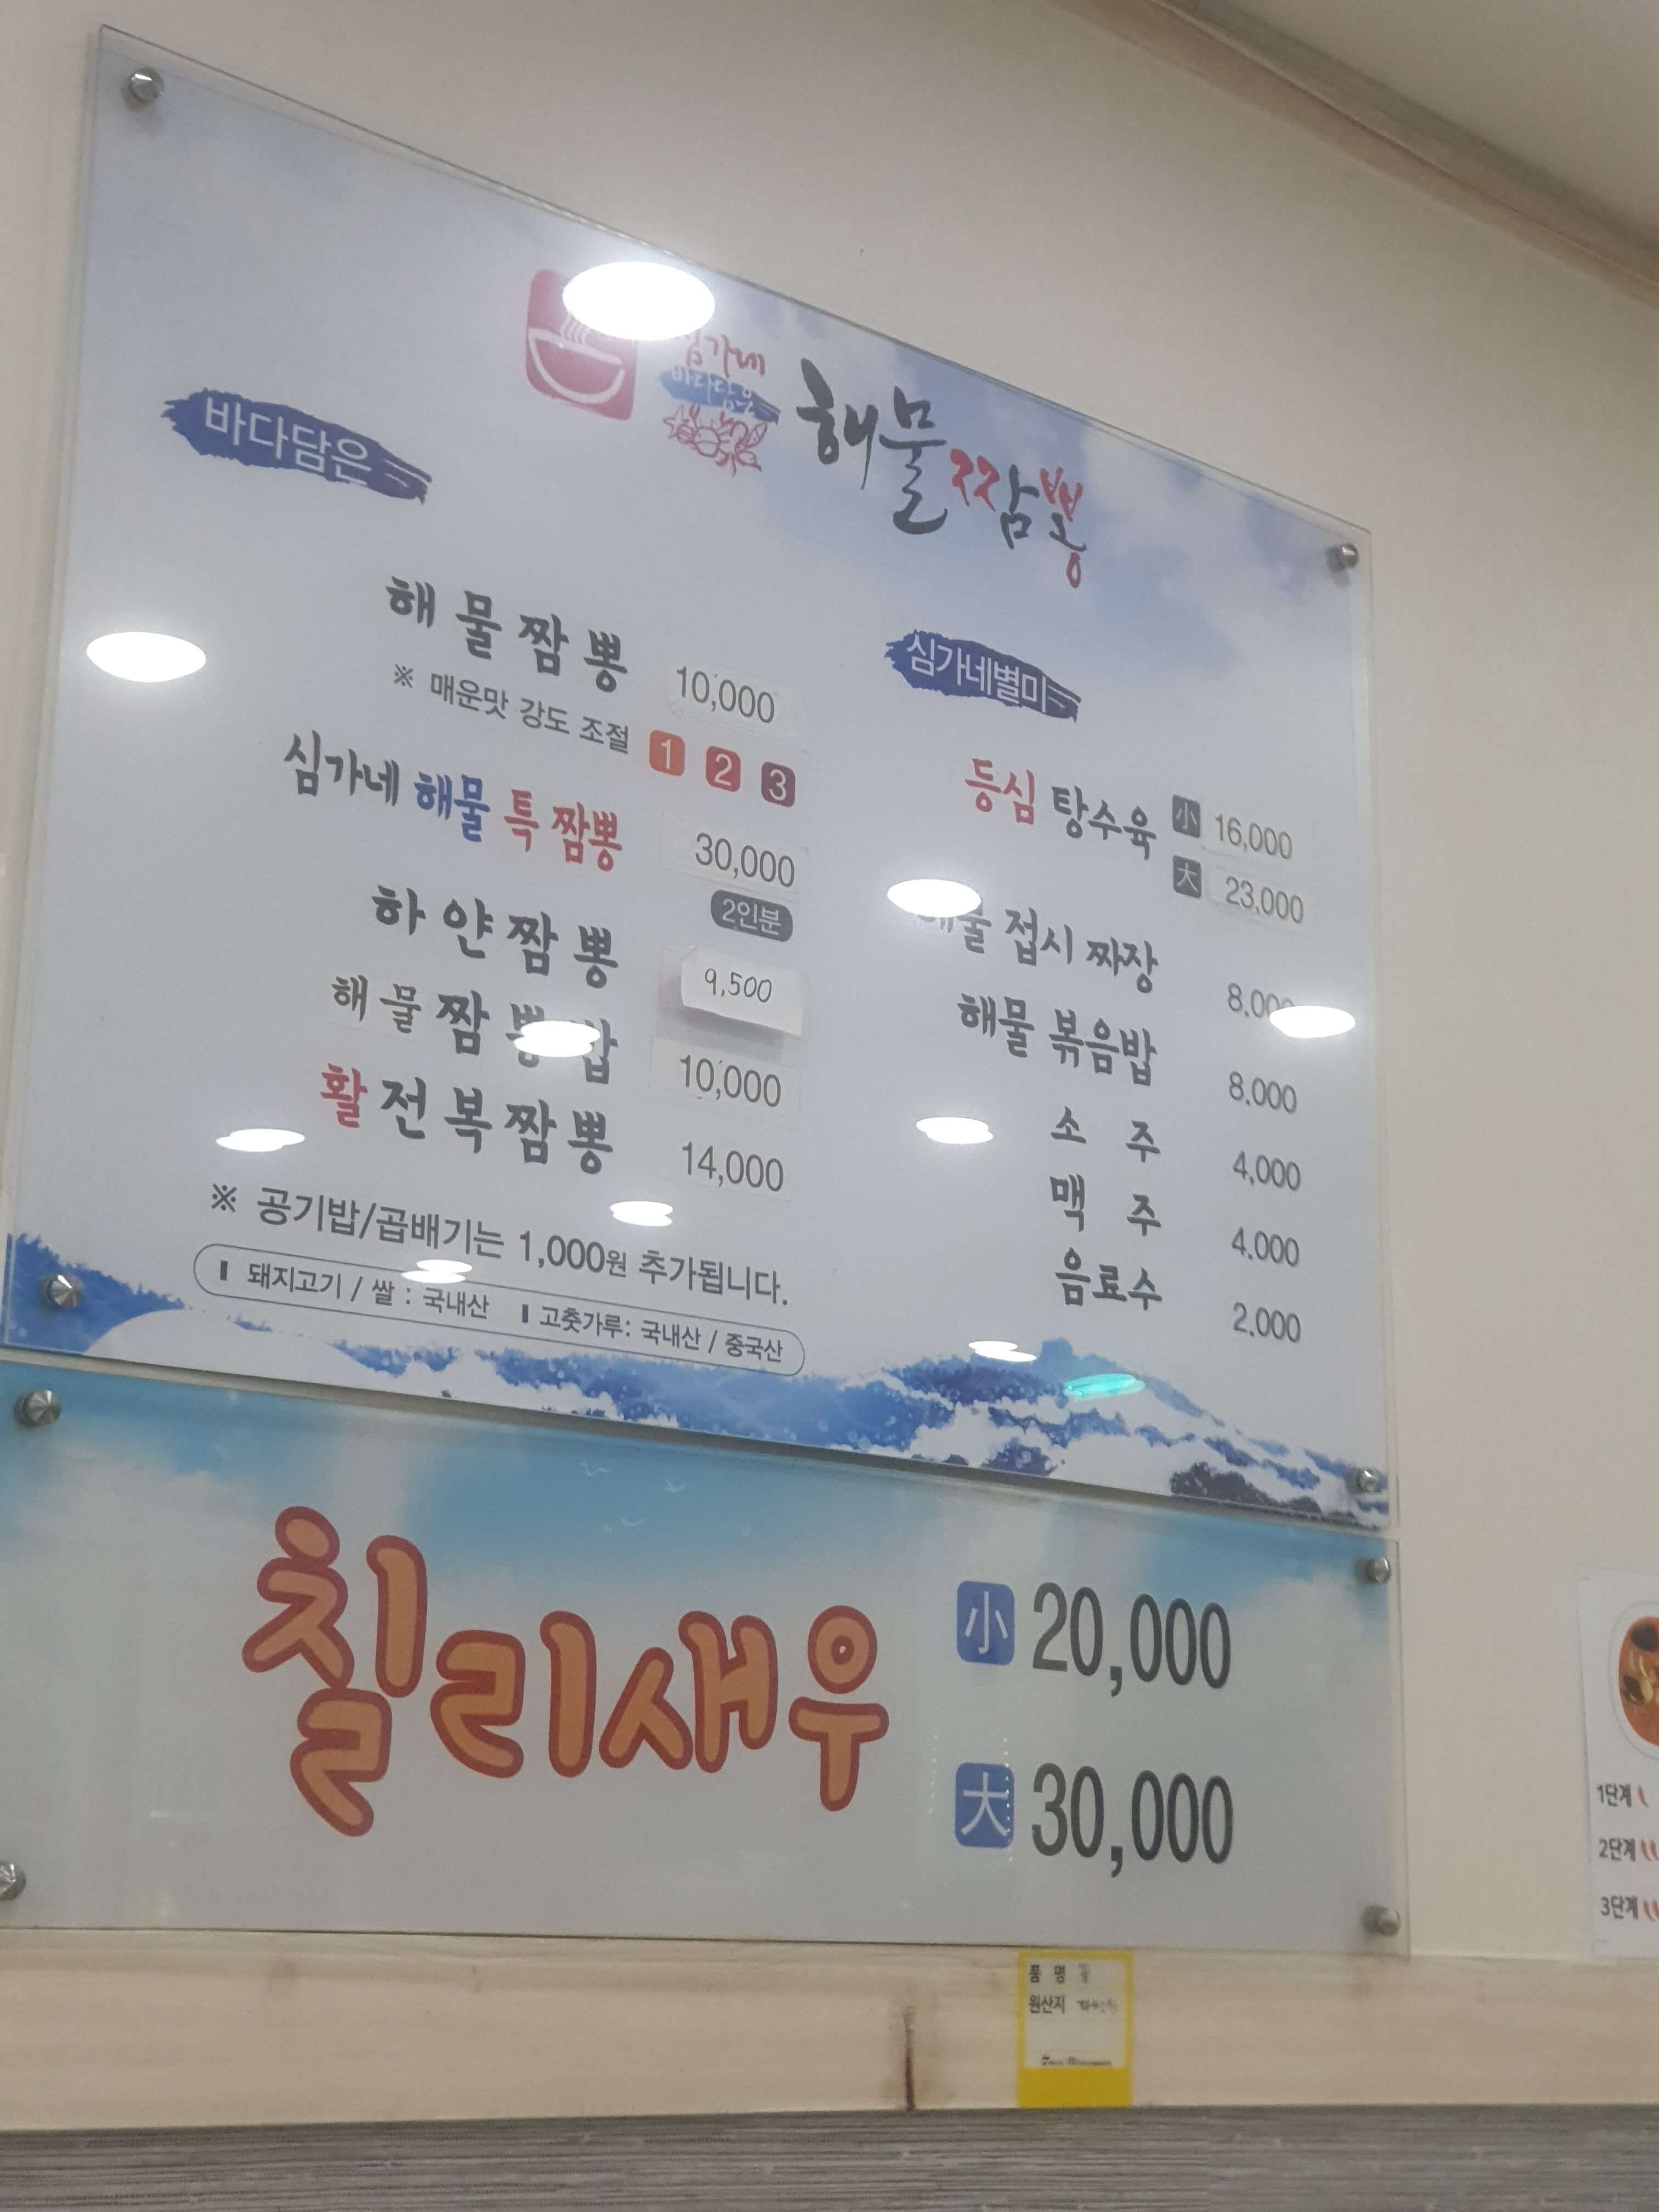 심가네
바다담은
해물짬뽕
바다담은
해물짬뽕 10,000
※ 매운맛 강도 조절 1 2 3
심가네 해물 특짬뽕 30,000
2인분
하얀짬뽕 9,500
해물짬뽕밥 10,000
활전복짬뽕 14,000
※ 공기밥/곱배기는 1,000원 추가됩니다.
돼지고기 / 쌀 : 국내산 고춧가루: 국내산 / 중국산
심가네별미
등심 탕수육 小 16,000
大 23,000
해물 접시 짜장 8,000
해물 볶음밥 8,000
소주 4,000
맥주 4,000
음료수 2,000
칠리새우 小 20,000
大 30,000
1단계
2단계
3단계
품명
원산지